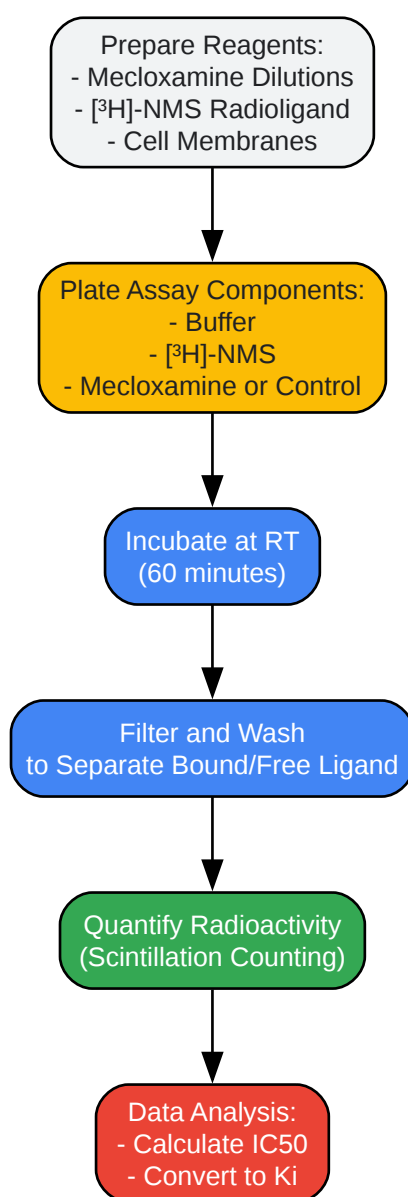 Prepare Reagents:
- Mecloxamine Dilutions
- [³H]-NMS Radioligand
- Cell Membranes
Plate Assay Components:
- Buffer
- [³H]-NMS
- Mecloxamine or Control
Incubate at RT
(60 minutes)
Filter and Wash
to Separate Bound/Free Ligand
Quantify Radioactivity
(Scintillation Counting)
Data Analysis:
- Calculate IC50
- Convert to Ki